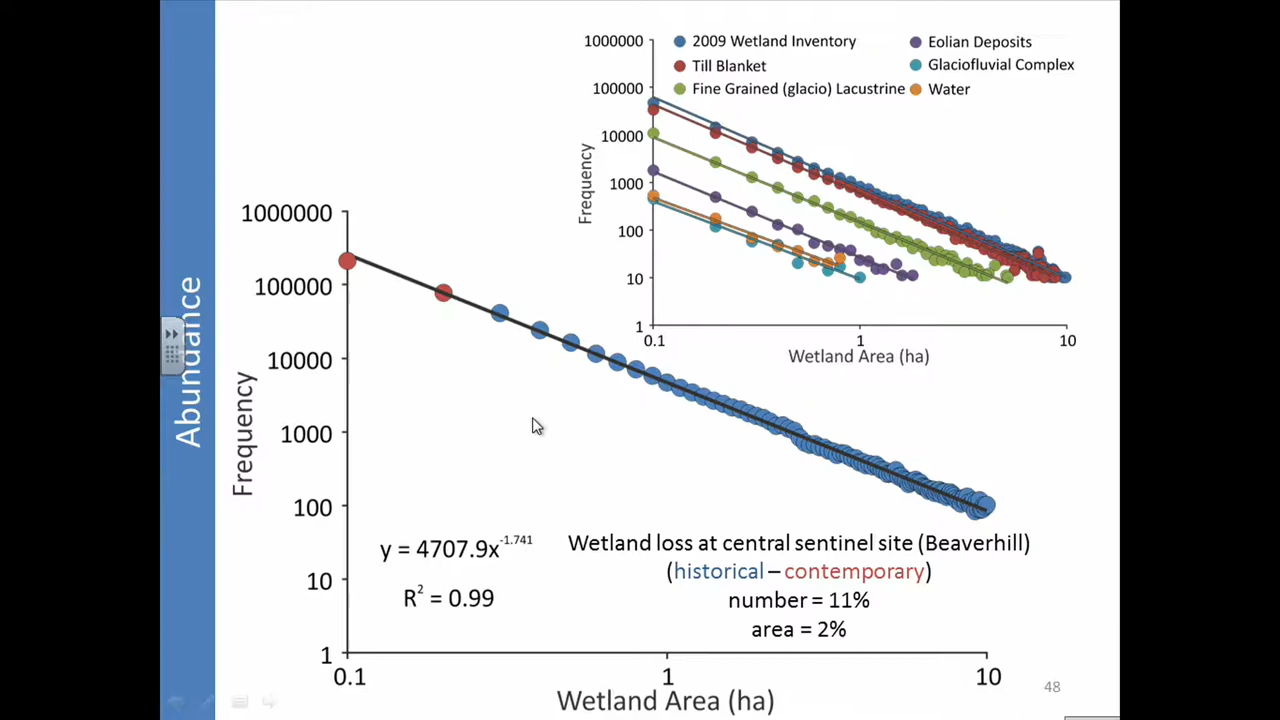 Abundance
1000000
100000
10000
1000
100
10
1
Frequency
0.1
1
10
Wetland Area (ha)
2009 Wetland Inventory
Till Blanket
Fine Grained (glacio) Lacustrine
Eolian Deposits
Glaciofluvial Complex
Water
1000000
100000
10000
1000
100
10
1
Frequency
0.1
1
10
Wetland Area (ha)
y = 4707.9x^-1.741
R² = 0.99
Wetland loss at central sentinel site (Beaverhill)
(historical – contemporary)
number = 11%
area = 2%
48